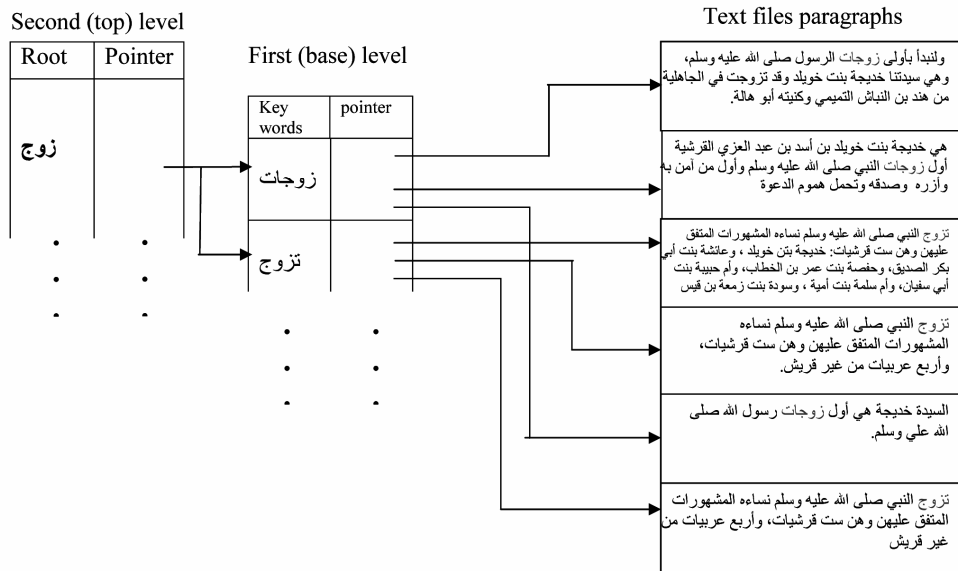 Second (top) level
Root Pointer
زوج
First (base) level
Key
words
pointer
زوجات
تزوج
Text files paragraphs
ولنبدأ بأولى زوجات الرسول صلى الله عليه وسلم،
وهي سيدتنا خديجة بنت خويلد وقد تزوجت في الجاهلية
من هند بن النباش التميمي وكنيته أبو هالة.
هي خديجة بنت خويلد بن أسد بن عبد العزي القرشية
أول زوجات النبي صلى الله عليه وسلم وأول من آمن به
وأزره وصدقه وتحمل هموم الدعوة
تزوج النبي صلى الله عليه وسلم نساءه المشهورات المتفق
عليهن وهن ست قرشيات: خديجة بتن خويلد ، وعائشة بنت أبي
بكر الصديق، وحفصة بنت عمر بن الخطاب، وأم حبيبة بنت
أبي سفيان، وأم سلمة بنت أمية ، وسودة بنت زمعة بن قيس
تزوج النبي صلى الله عليه وسلم نساءه
المشهورات المتفق عليهن وهن ست قرشيات،
وأربع عربيات من غير قريش.
السيدة خديجة هي أول زوجات رسول الله صلى
الله علي وسلم.
تزوج النبي صلى الله عليه وسلم نساءه المشهورات
المتفق عليهن وهن ست قرشيات، وأربع عربيات من
غير قريش